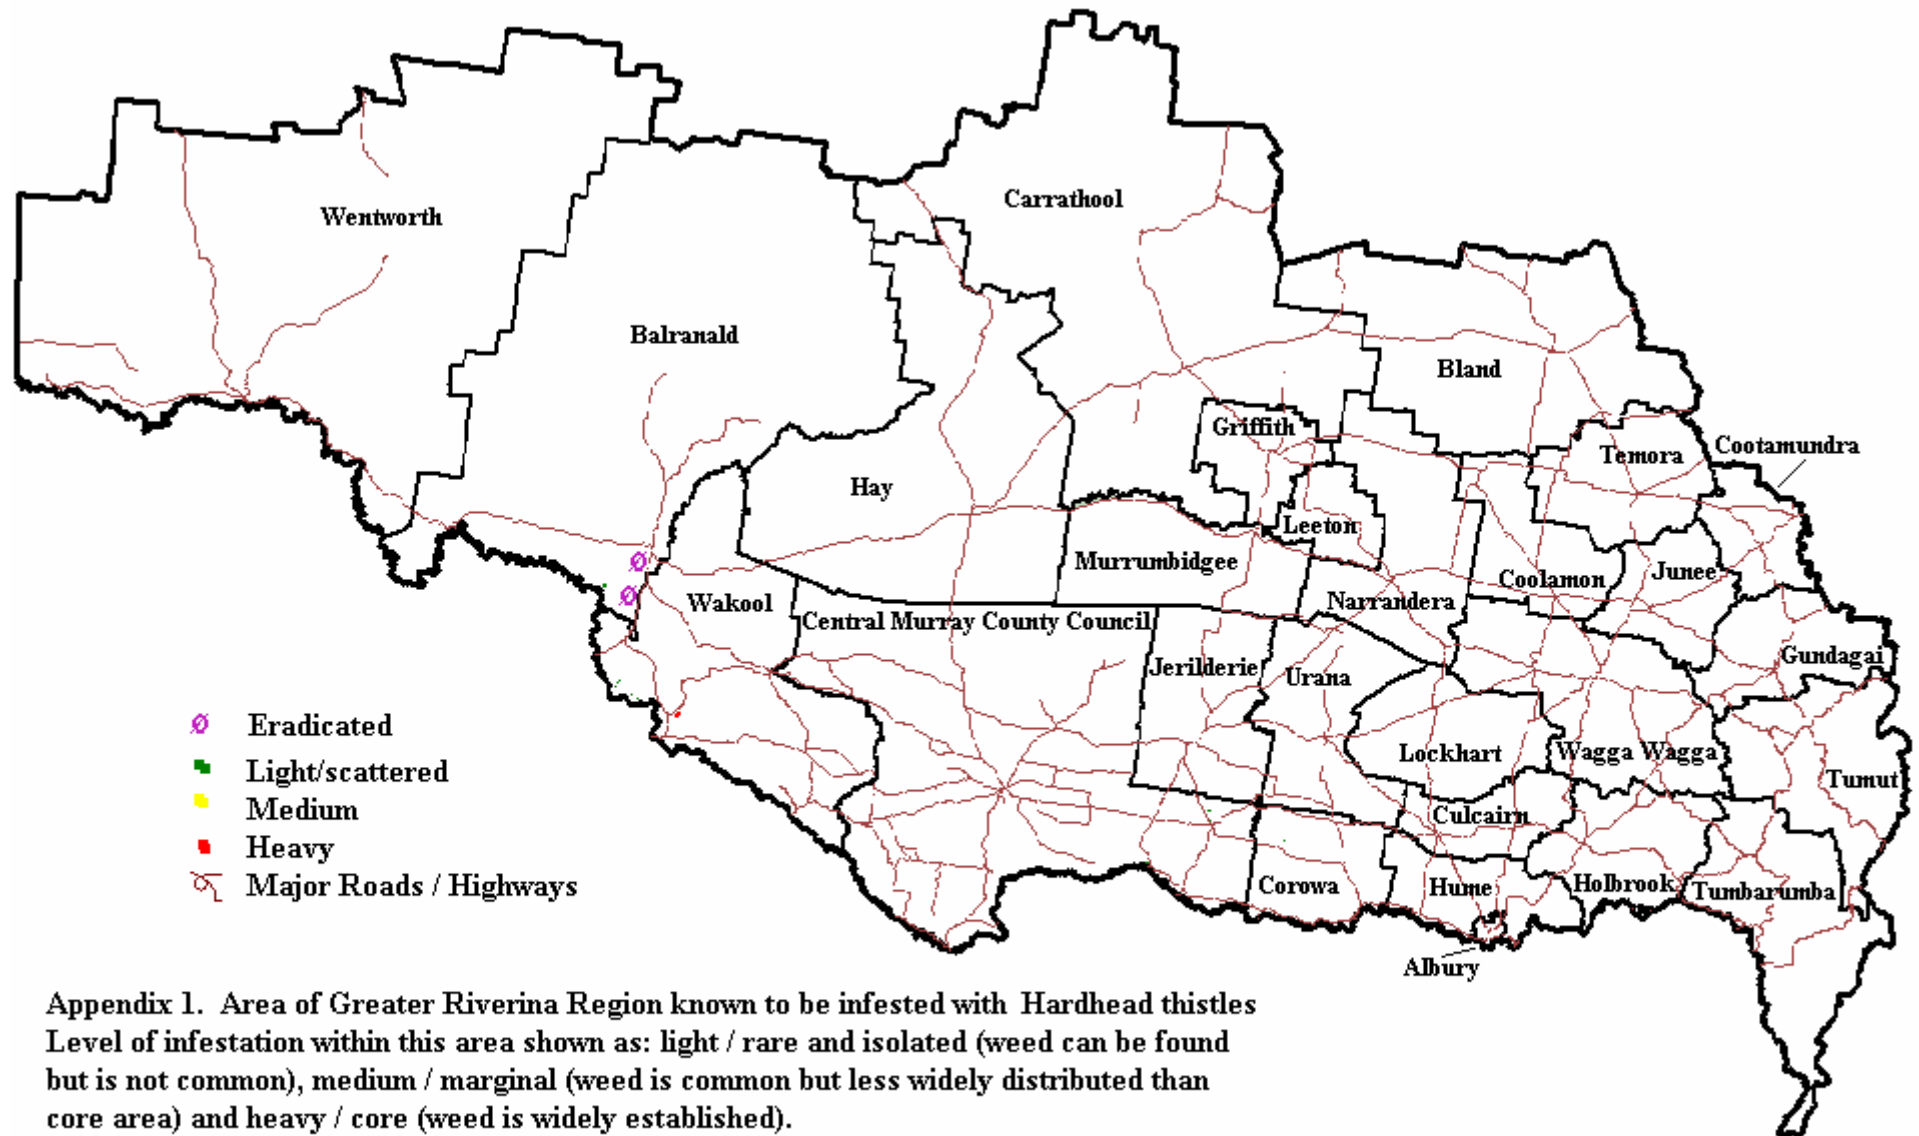 Wentworth
Carrathool
Balranald
Bland
Griffith
Temora
Cootamundra
Hay
Leeton
Murrumbidgee
Coolamon
Junee
Wakool
Narrandera
Central Murray County Council
Jerilderie
Urana
Gundagai
Lockhart
Wagga Wagga
Tumut
Culcairn
Corowa
Hume
Holbrook
Tumbarumba
Albury
Eradicated
Light/scattered
Medium
Heavy
Major Roads / Highways
Appendix 1. Area of Greater Riverina Region known to be infested with Hardhead thistles
Level of infestation within this area shown as: light / rare and isolated (weed can be found
but is not common), medium / marginal (weed is common but less widely distributed than
core area) and heavy / core (weed is widely established).